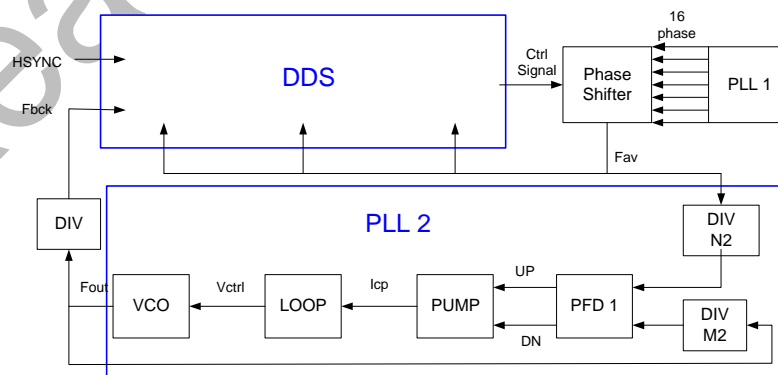 16
phase
HSYNC
DDS
Ctrl
Signal
Phase
Shifter
PLL 1
Fbck
Fav
DIV
PLL 2
DIV
N2
Fout
VCO
Vctrl
LOOP
Icp
PUMP
UP
DN
PFD 1
DIV
M2